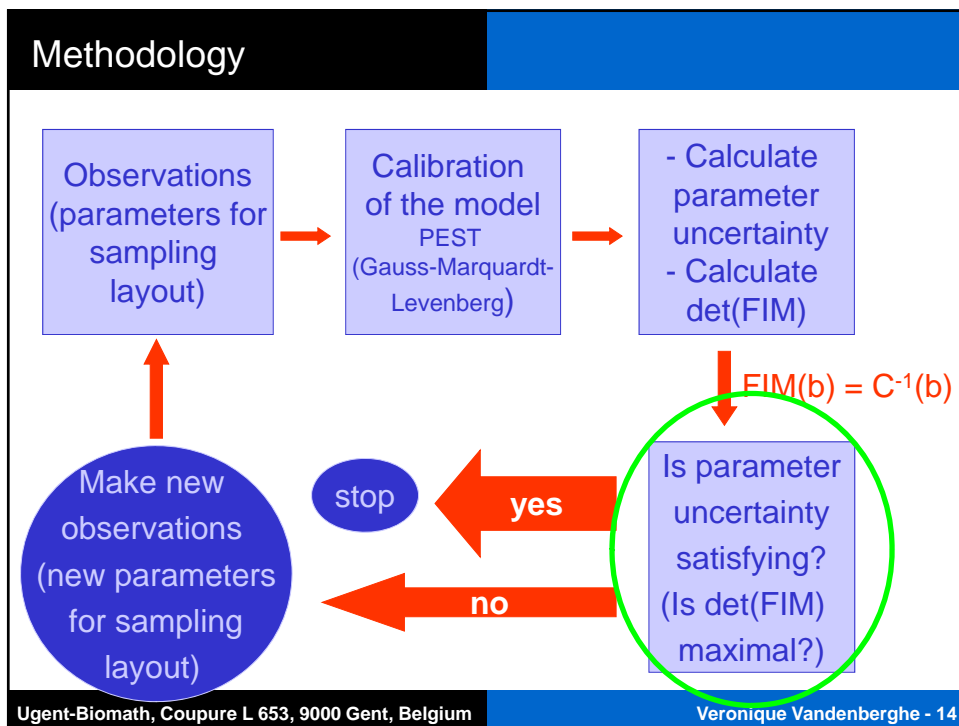 Methodology
Observations
(parameters for
sampling
layout)
Calibration
of the model
PEST
(Gauss-Marquardt-
Levenberg)
- Calculate
parameter
uncertainty
- Calculate
det(FIM)
FIM(b) = C⁻¹(b)
Is parameter
uncertainty
satisfying?
(Is det(FIM)
maximal?)
yes
stop
no
Make new
observations
(new parameters
for sampling
layout)
Ugent-Biomath, Coupure L 653, 9000 Gent, Belgium
Veronique Vandenberghe - 14